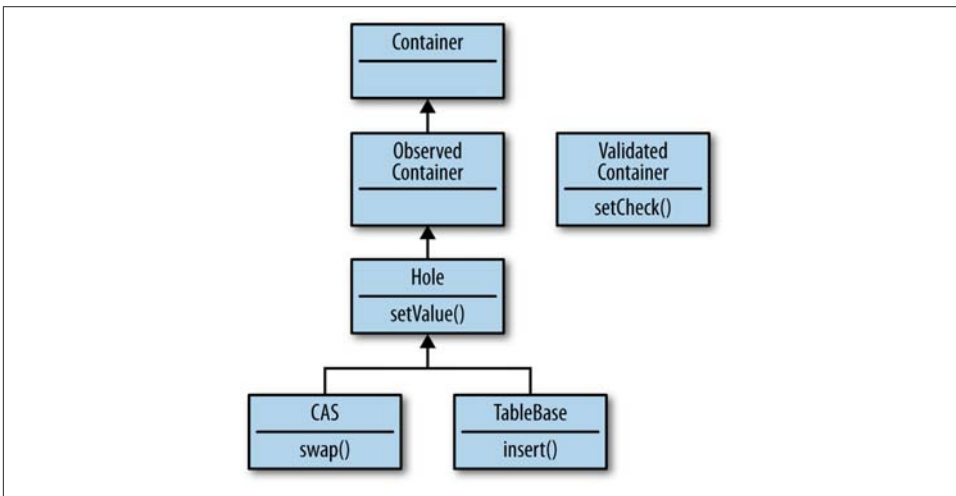 Container
Observed
Container
Validated
Container
setCheck()
Hole
setValue()
CAS
swap()
TableBase
insert()